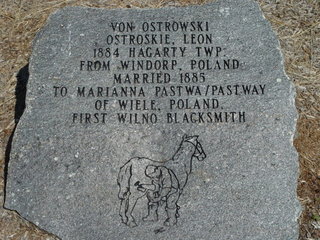 VON OSTROWSKI
OSTROSKIE, LEON
1884 HAGARTY TWP.
FROM WINDORP, POLAND
MARRIED 1885
TO MARIANNA PASTWA/PASTWAY
OF WIELE, POLAND.
FIRST WILNO BLACKSMITH